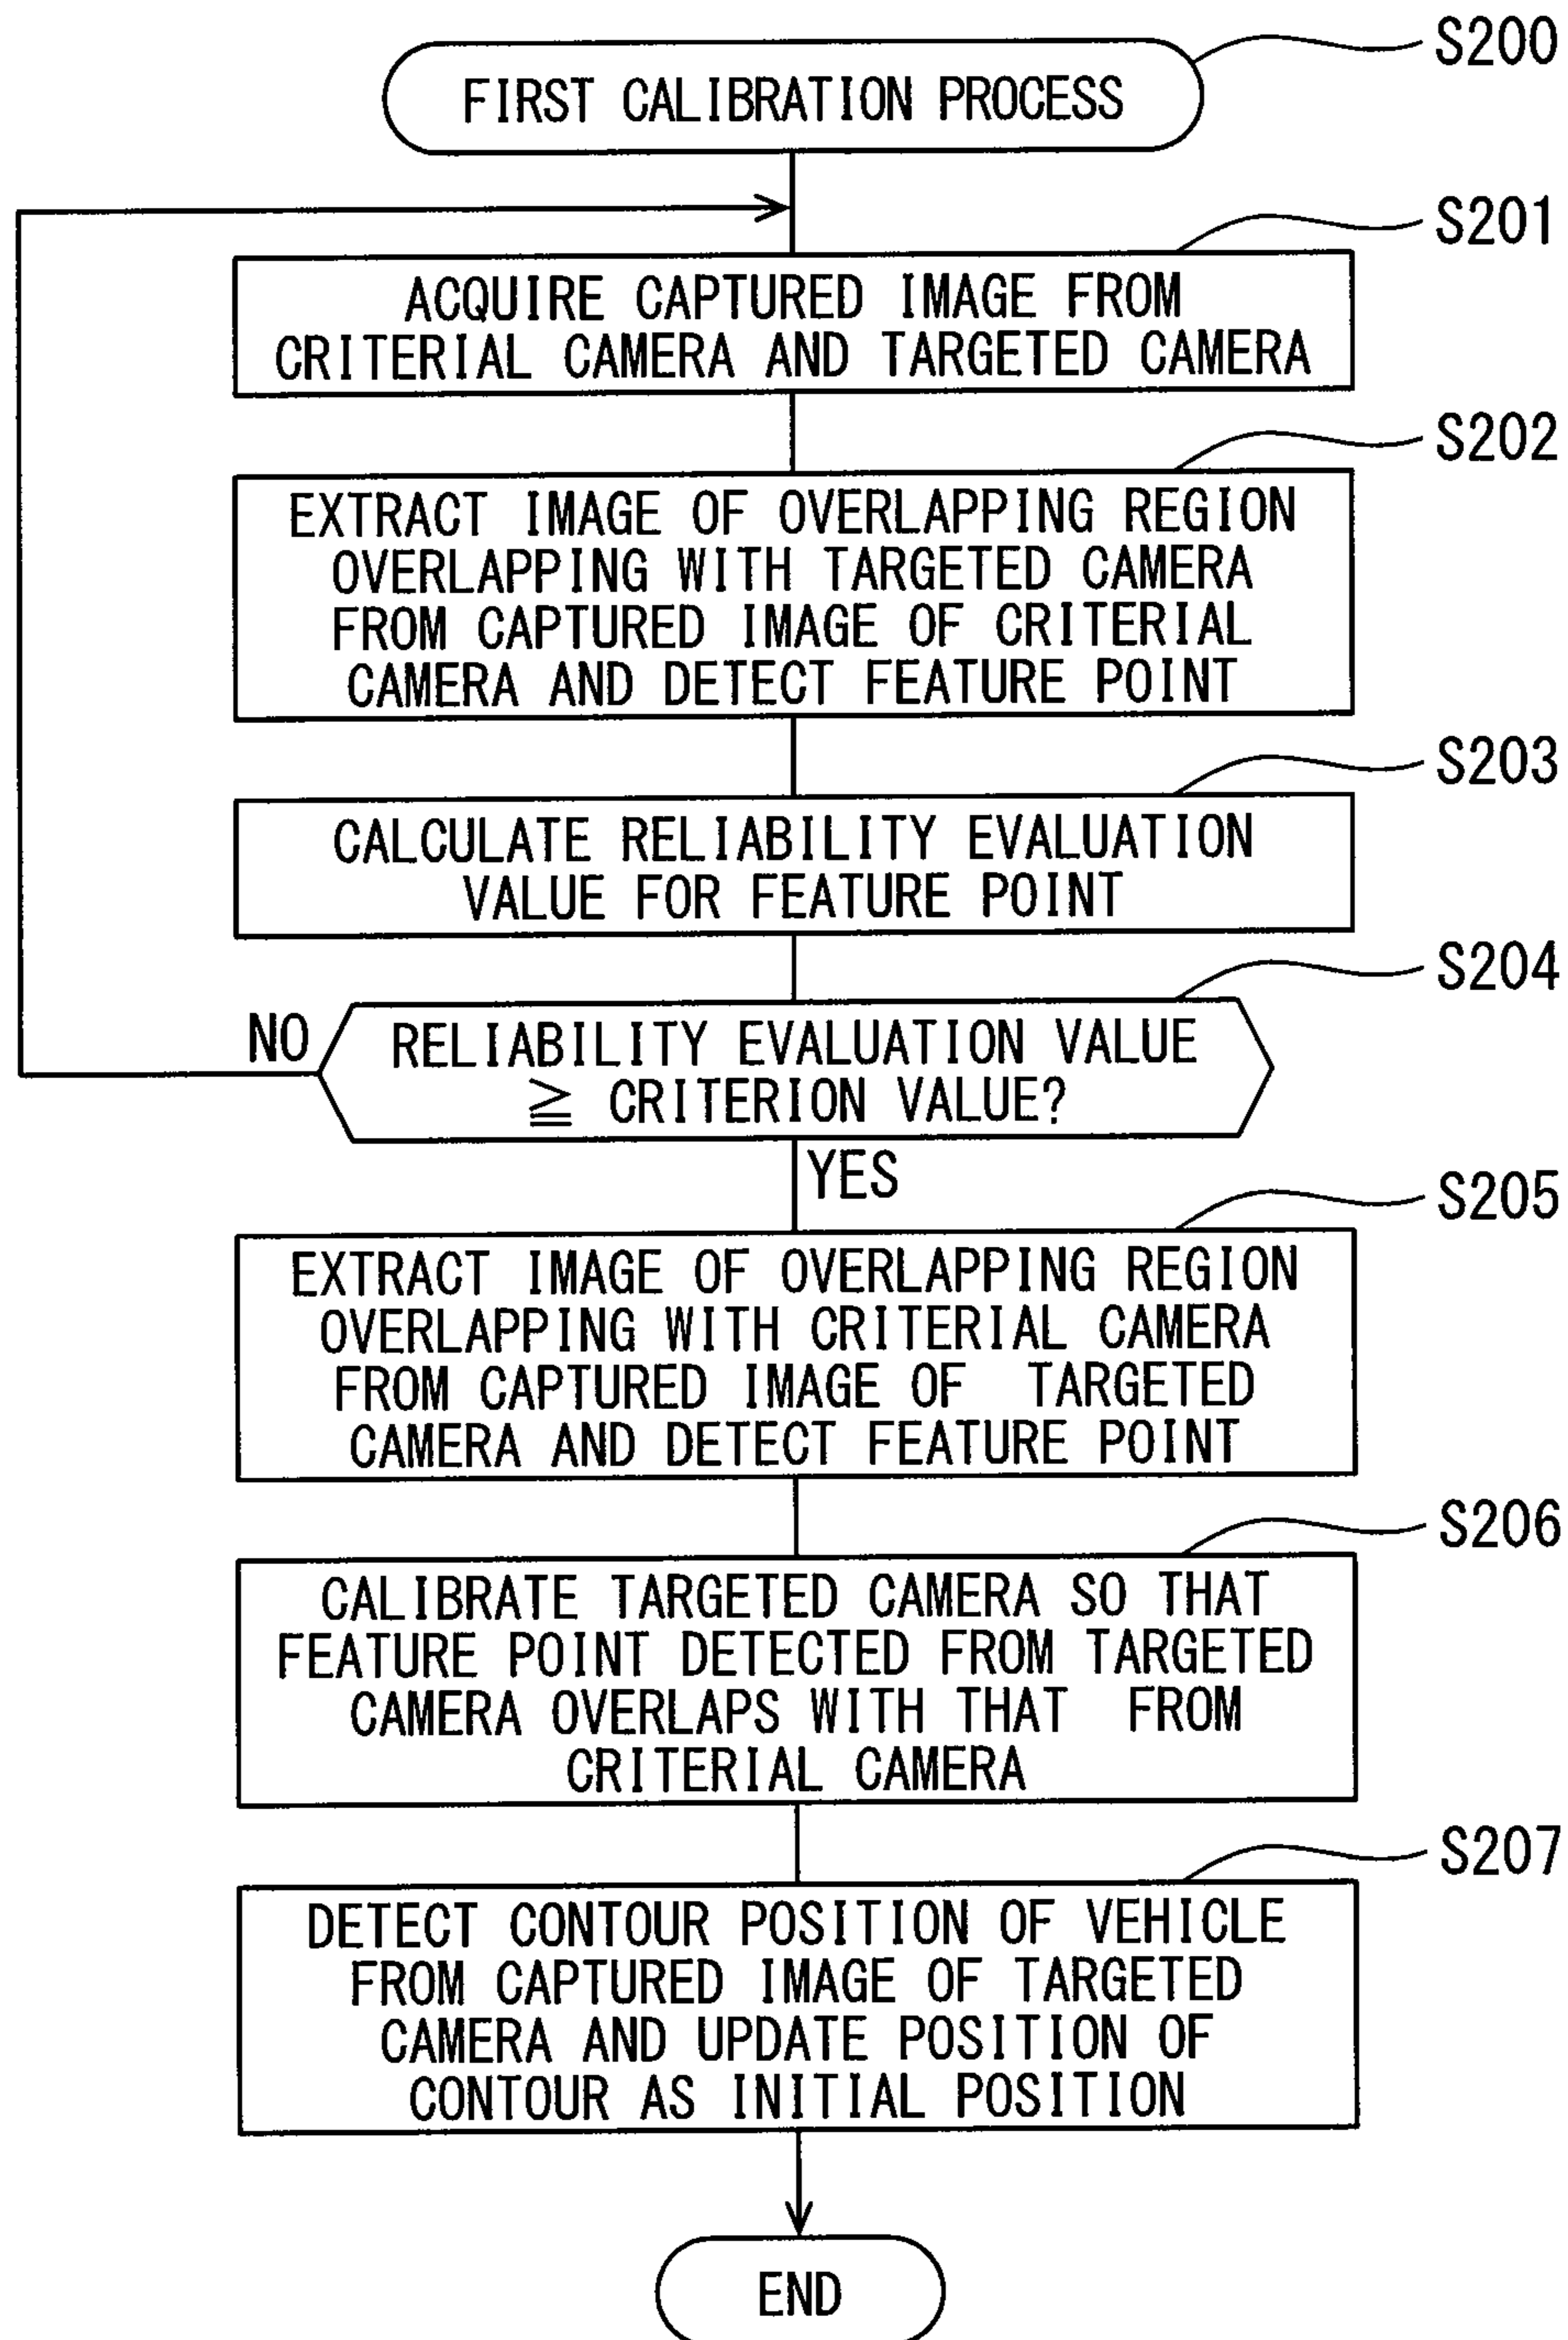 S200
FIRST CALIBRATION PROCESS
S201
ACQUIRE CAPTURED IMAGE FROM
CRITERIAL CAMERA AND TARGETED CAMERA
S202
EXTRACT IMAGE OF OVERLAPPING REGION
OVERLAPPING WITH TARGETED CAMERA
FROM CAPTURED IMAGE OF CRITERIAL
CAMERA AND DETECT FEATURE POINT
S203
CALCULATE RELIABILITY EVALUATION
VALUE FOR FEATURE POINT
S204
NO
RELIABILITY EVALUATION VALUE
≧ CRITERION VALUE?
YES
S205
EXTRACT IMAGE OF OVERLAPPING REGION
OVERLAPPING WITH CRITERIAL CAMERA
FROM CAPTURED IMAGE OF TARGETED
CAMERA AND DETECT FEATURE POINT
S206
CALIBRATE TARGETED CAMERA SO THAT
FEATURE POINT DETECTED FROM TARGETED
CAMERA OVERLAPS WITH THAT FROM
CRITERIAL CAMERA
S207
DETECT CONTOUR POSITION OF VEHICLE
FROM CAPTURED IMAGE OF TARGETED
CAMERA AND UPDATE POSITION OF
CONTOUR AS INITIAL POSITION
END